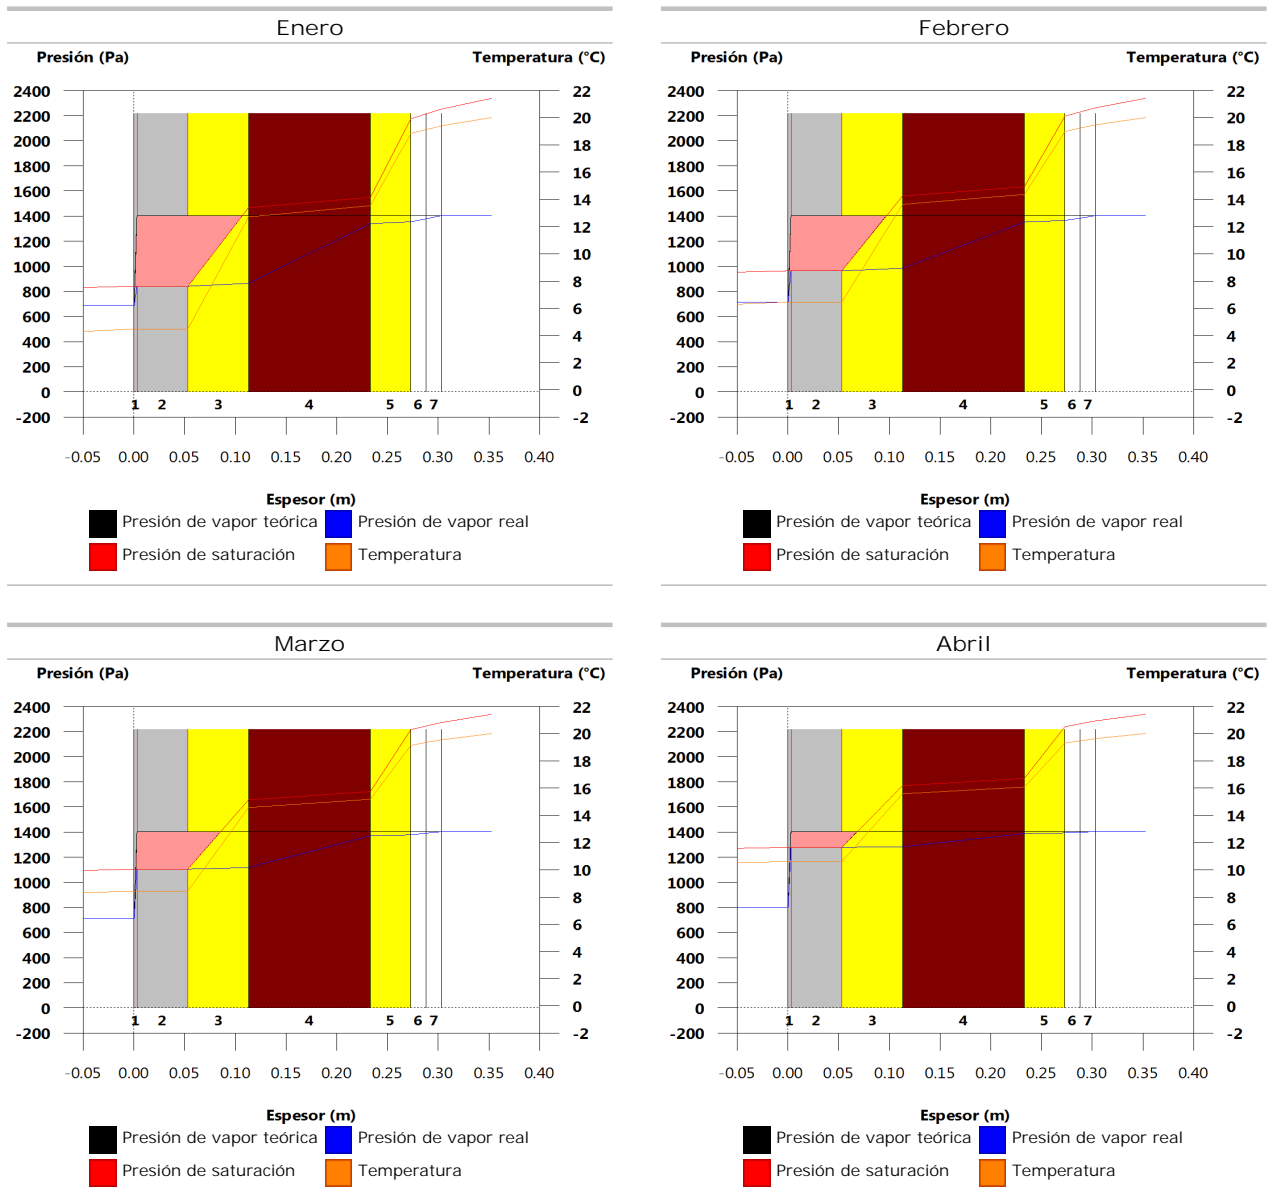 Enero
Presión (Pa) Temperatura (°C)
2400 22
2200 20
2000 18
1800 16
1600 14
1400 12
1200 10
1000 8
800 6
600 4
400 2
200 0
0 -2
-200
1 2 3 4 5 6 7
-0.05 0.00 0.05 0.10 0.15 0.20 0.25 0.30 0.35 0.40
Espesor (m)
Presión de vapor teórica Presión de vapor real
Presión de saturación Temperatura
Febrero
Presión (Pa) Temperatura (°C)
2400 22
2200 20
2000 18
1800 16
1600 14
1400 12
1200 10
1000 8
800 6
600 4
400 2
200 0
0 -2
-200
1 2 3 4 5 6 7
-0.05 0.00 0.05 0.10 0.15 0.20 0.25 0.30 0.35 0.40
Espesor (m)
Presión de vapor teórica Presión de vapor real
Presión de saturación Temperatura
Marzo
Presión (Pa) Temperatura (°C)
2400 22
2200 20
2000 18
1800 16
1600 14
1400 12
1200 10
1000 8
800 6
600 4
400 2
200 0
0 -2
-200
1 2 3 4 5 6 7
-0.05 0.00 0.05 0.10 0.15 0.20 0.25 0.30 0.35 0.40
Espesor (m)
Presión de vapor teórica Presión de vapor real
Presión de saturación Temperatura
Abril
Presión (Pa) Temperatura (°C)
2400 22
2200 20
2000 18
1800 16
1600 14
1400 12
1200 10
1000 8
800 6
600 4
400 2
200 0
0 -2
-200
1 2 3 4 5 6 7
-0.05 0.00 0.05 0.10 0.15 0.20 0.25 0.30 0.35 0.40
Espesor (m)
Presión de vapor teórica Presión de vapor real
Presión de saturación Temperatura